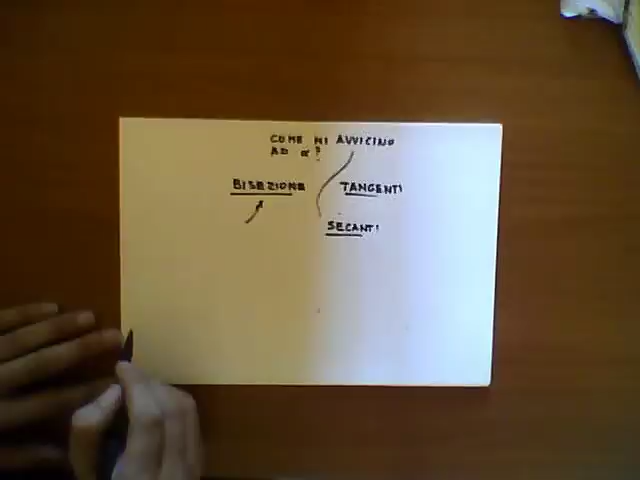 COME MI AVVICINO
AD α?
BISEZIONE
TANGENTI
SECANTI